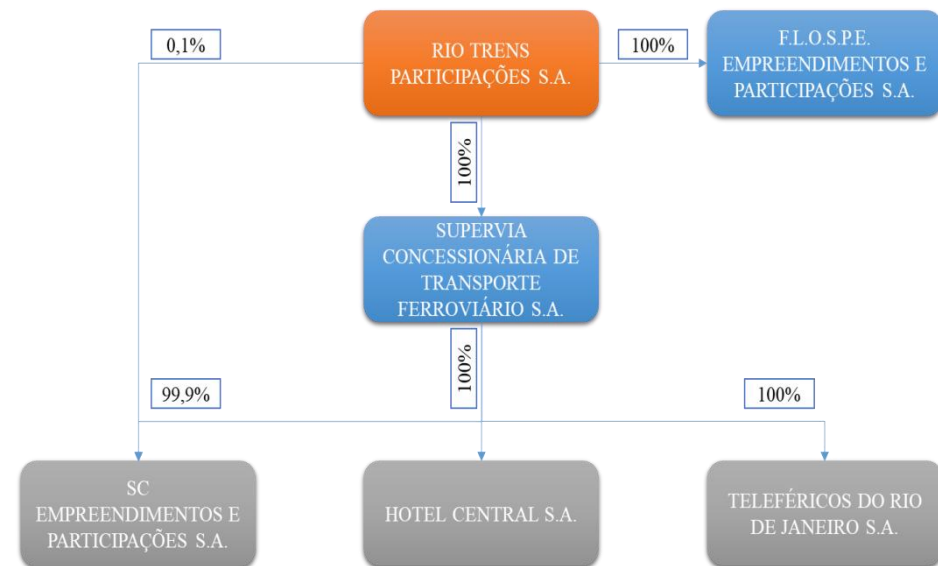 0,1%
RIO TRENS
PARTICIPAÇÕES S.A.
100%
F.L.O.S.P.E.
EMPREENDIMENTOS E
PARTICIPAÇÕES S.A.
100%
SUPERVIA
CONCESSIONÁRIA DE
TRANSPORTE
FERROVIÁRIO S.A.
99,9%
100%
100%
SC
EMPREENDIMENTOS E
PARTICIPAÇÕES S.A.
HOTEL CENTRAL S.A.
TELEFÉRICOS DO RIO
DE JANEIRO S.A.